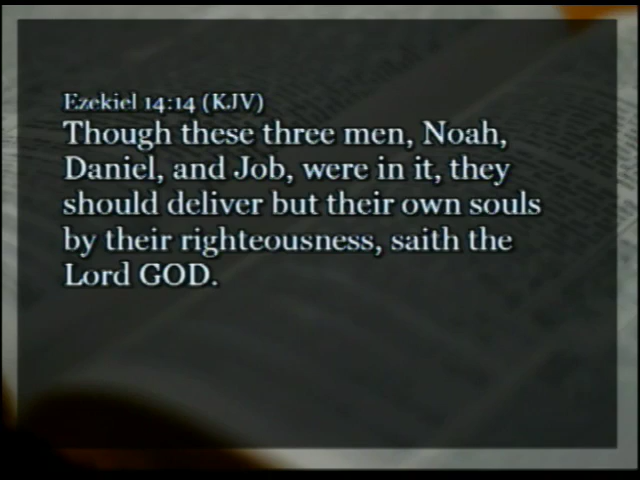 Ezekiel 14:14 (KJV)
Though these three men, Noah,
Daniel, and Job, were in it, they
should deliver but their own souls
by their righteousness, saith the
Lord GOD.